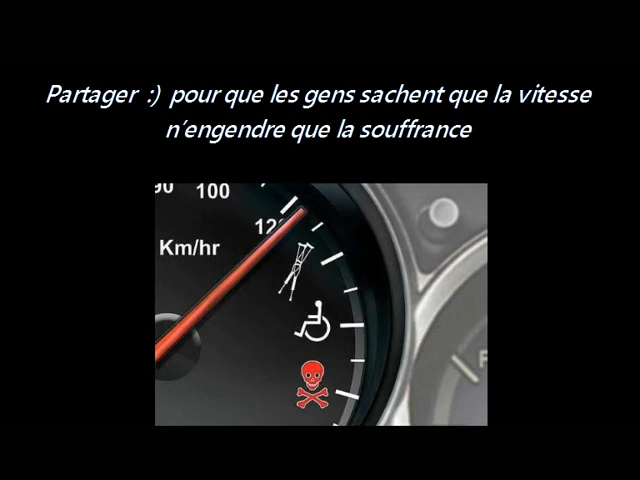 Partager :) pour que les gens sachent que la vitesse
n'engendre que la souffrance
100
Km/hr